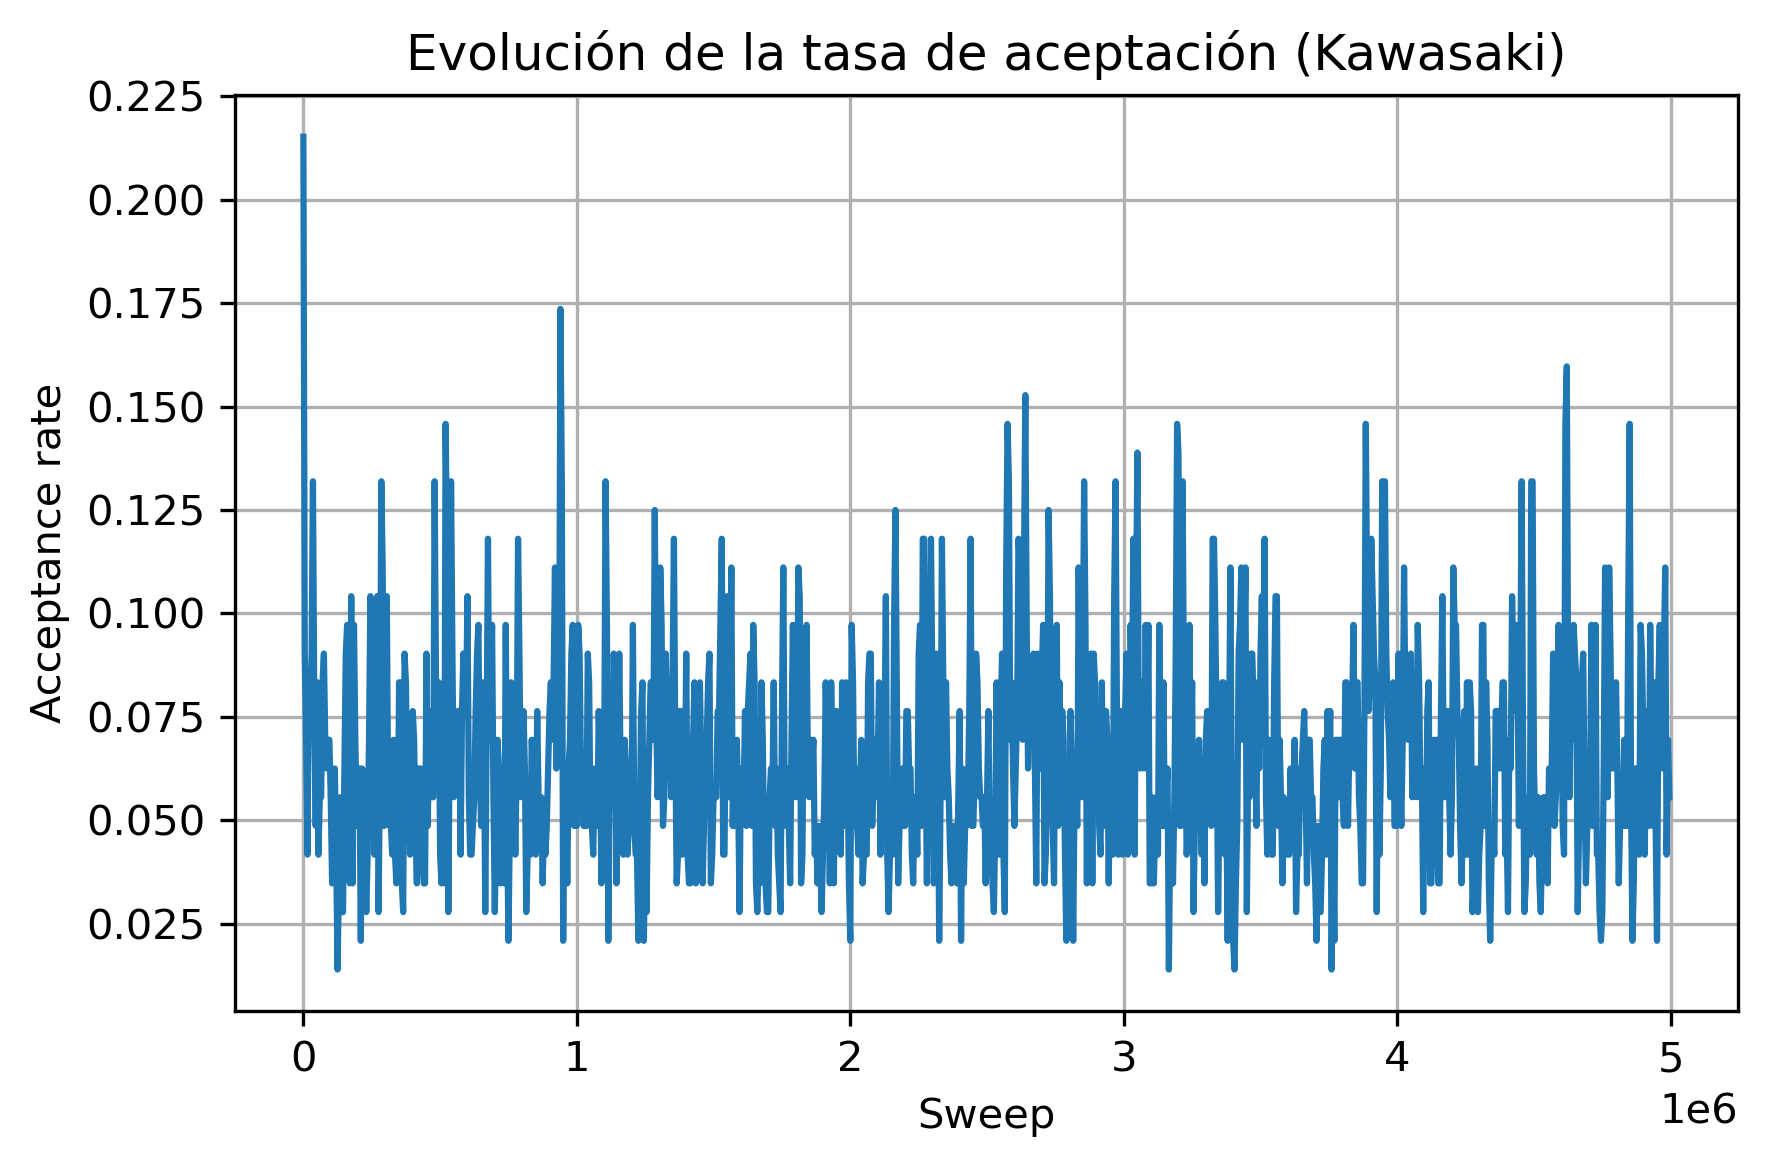 Evolución de la tasa de aceptación (Kawasaki)
0.225
0.200
0.175
0.150
0.125
0.100
0.075
0.050
0.025
Acceptance rate
0 1 2 3 4 5
1e6
Sweep